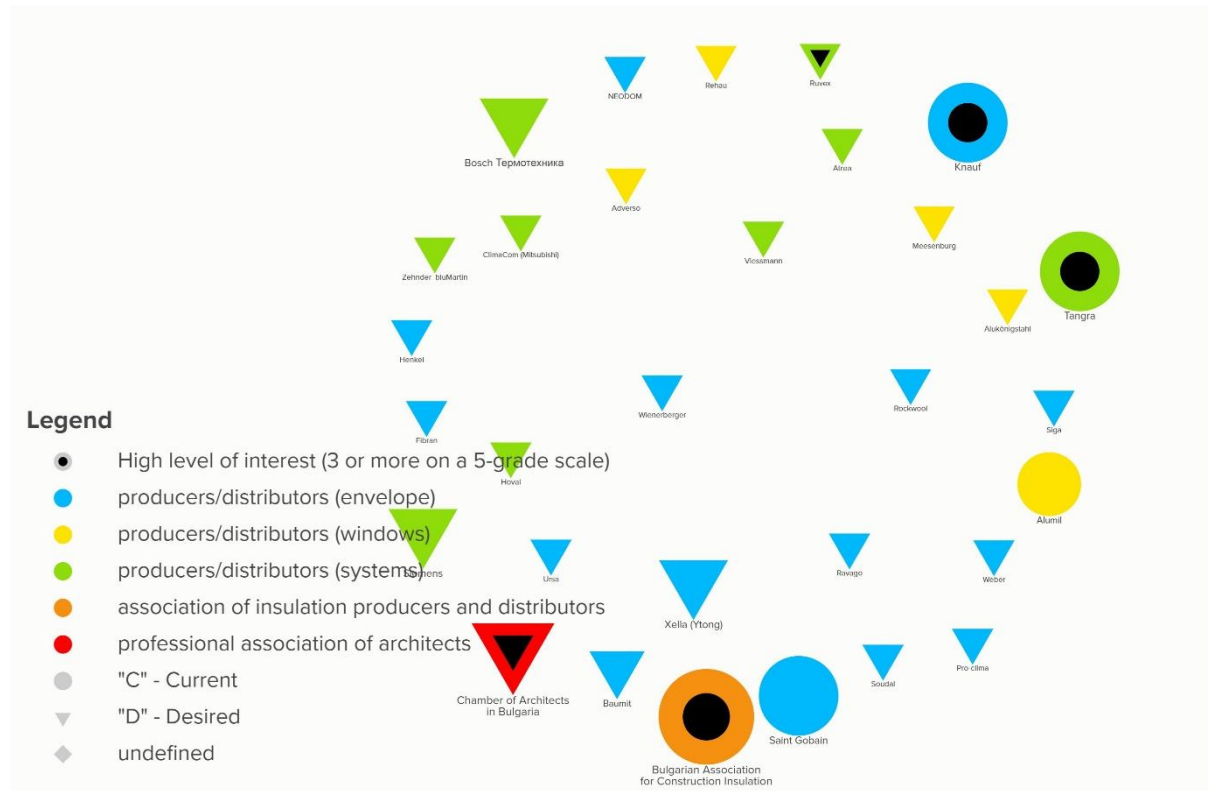 NEODOM
Rehau
Ruvex
Bosch Термотехника
Knauf
Adverso
ClimaCom (Mitsubishi)
Zehnder bluMartin
Viessmann
Meesenburg
Tangra
Alukönigstahl
Henkel
Wienerberger
Rockwool
Siga
Fibran
Hoval
Alumil
Siemens
Ursa
Ravago
Weber
Xella (Ytong)
Pro clima
Soudal
Chamber of Architects
in Bulgaria
Baumit
Saint Gobain
Bulgarian Association
for Construction Insulation
Legend
High level of interest (3 or more on a 5-grade scale)
producers/distributors (envelope)
producers/distributors (windows)
producers/distributors (systems)
association of insulation producers and distributors
professional association of architects
"C" - Current
"D" - Desired
undefined